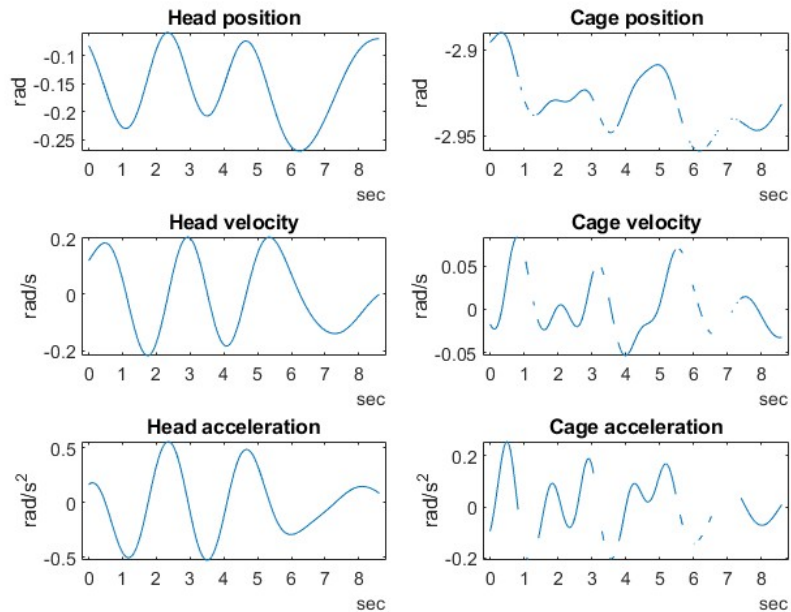 Head position
Cage position
rad
-0.1
-0.15
-0.2
-0.25
0 1 2 3 4 5 6 7 8
sec
rad
-2.9
-2.95
0 1 2 3 4 5 6 7 8
sec
Head velocity
Cage velocity
rad/s
0.2
0
-0.2
0 1 2 3 4 5 6 7 8
sec
rad/s
0.05
0
-0.05
0 1 2 3 4 5 6 7 8
sec
Head acceleration
Cage acceleration
rad/s²
0.5
0
-0.5
0 1 2 3 4 5 6 7 8
sec
rad/s²
0.2
0
-0.2
0 1 2 3 4 5 6 7 8
sec